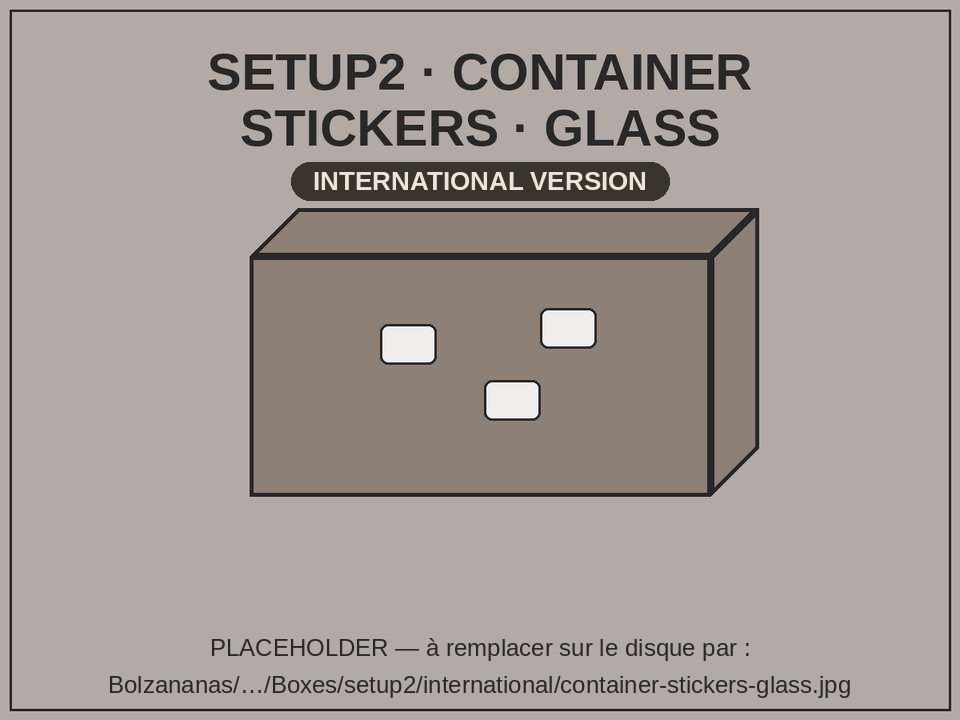 SETUP2 · CONTAINER
STICKERS · GLASS
INTERNATIONAL VERSION
PLACEHOLDER — à remplacer sur le disque par :
Bolzananas/…/Boxes/setup2/international/container-stickers-glass.jpg